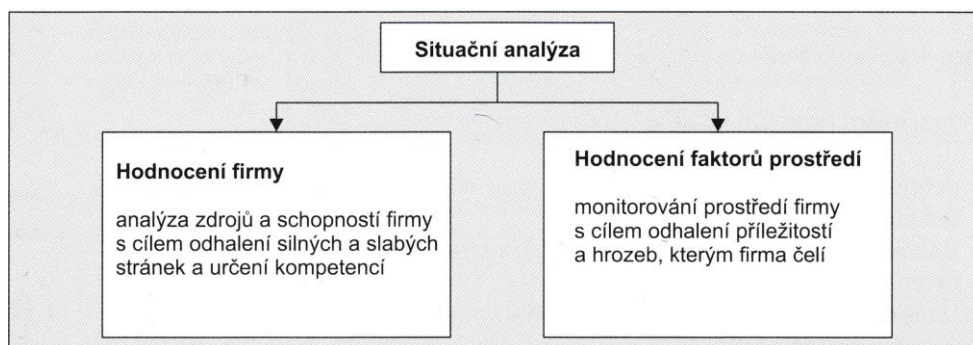 Situační analýza
Hodnocení firmy
analýza zdrojů a schopností firmy
s cílem odhalení silných a slabých
stránek a určení kompetencí
Hodnocení faktorů prostředí
monitorování prostředí firmy
s cílem odhalení příležitostí
a hrozeb, kterým firma čelí